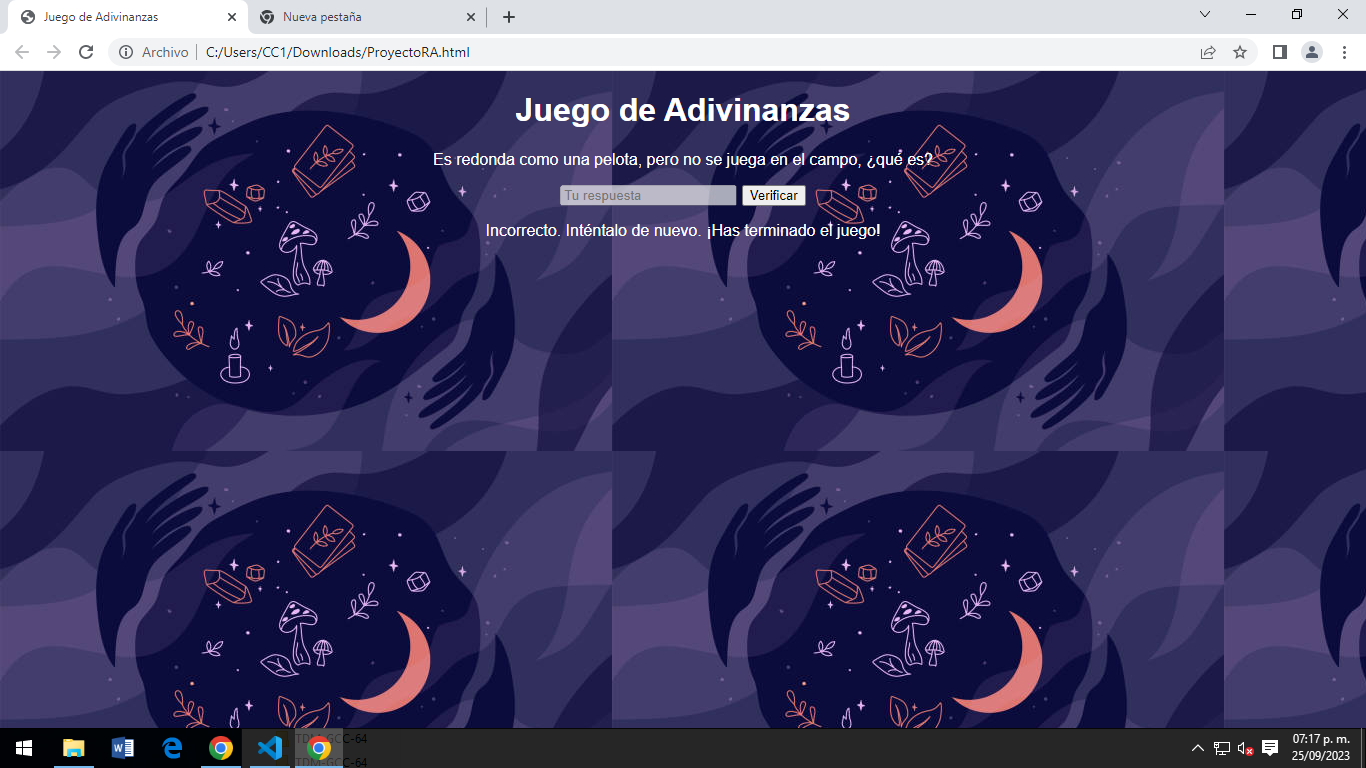 Juego de Adivinanzas
Nueva pestaña
Archivo
C:/Users/CC1/Downloads/ProyectoRA.html
Juego de Adivinanzas
Es redonda como una pelota, pero no se juega en el campo, ¿qué es?
Tu respuesta
Verificar
Incorrecto. Inténtalo de nuevo. ¡Has terminado el juego!
TDM-GCC-64
TDM-GCC-64
07:17 p. m.
25/09/2023